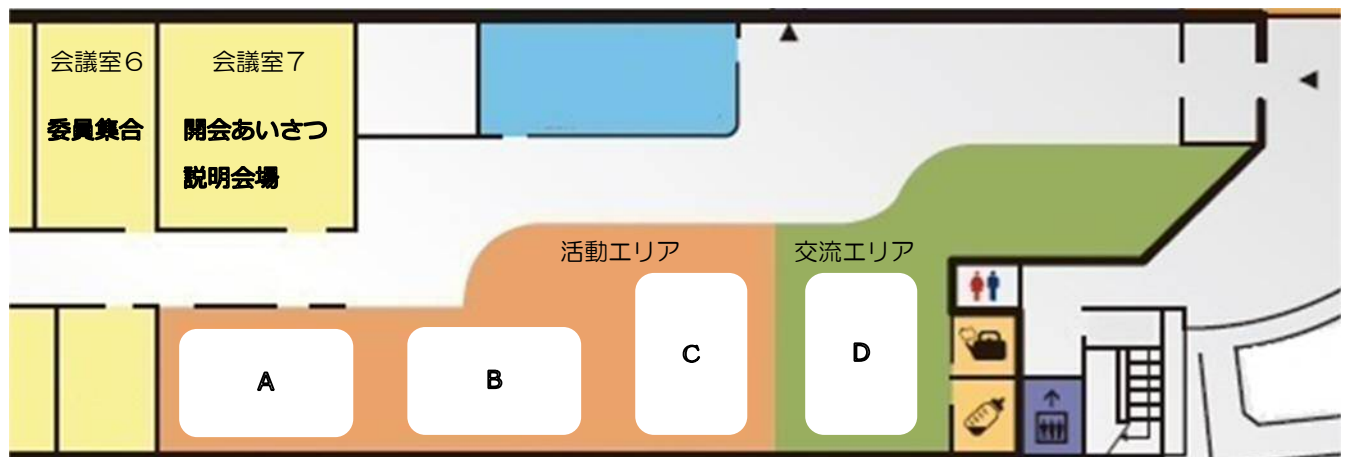 会議室６
委員集合
会議室７
開会あいさつ
説明会場
活動エリア
交流エリア
A
B
C
D